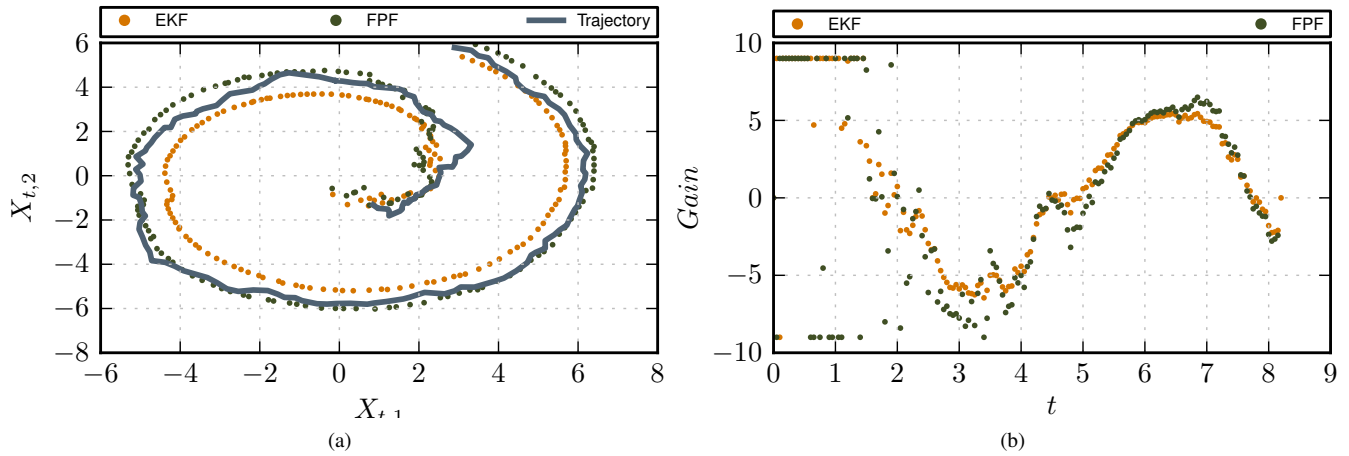 EKF FPF Trajectory
6
4
2
0
−2
−4
−6
−8
X_{t,2}
−6 −4 −2 0 2 4 6 8
X_{t,1}
(a)
EKF FPF
10
5
0
−5
−10
Gain
0 1 2 3 4 5 6 7 8 9
t
(b)